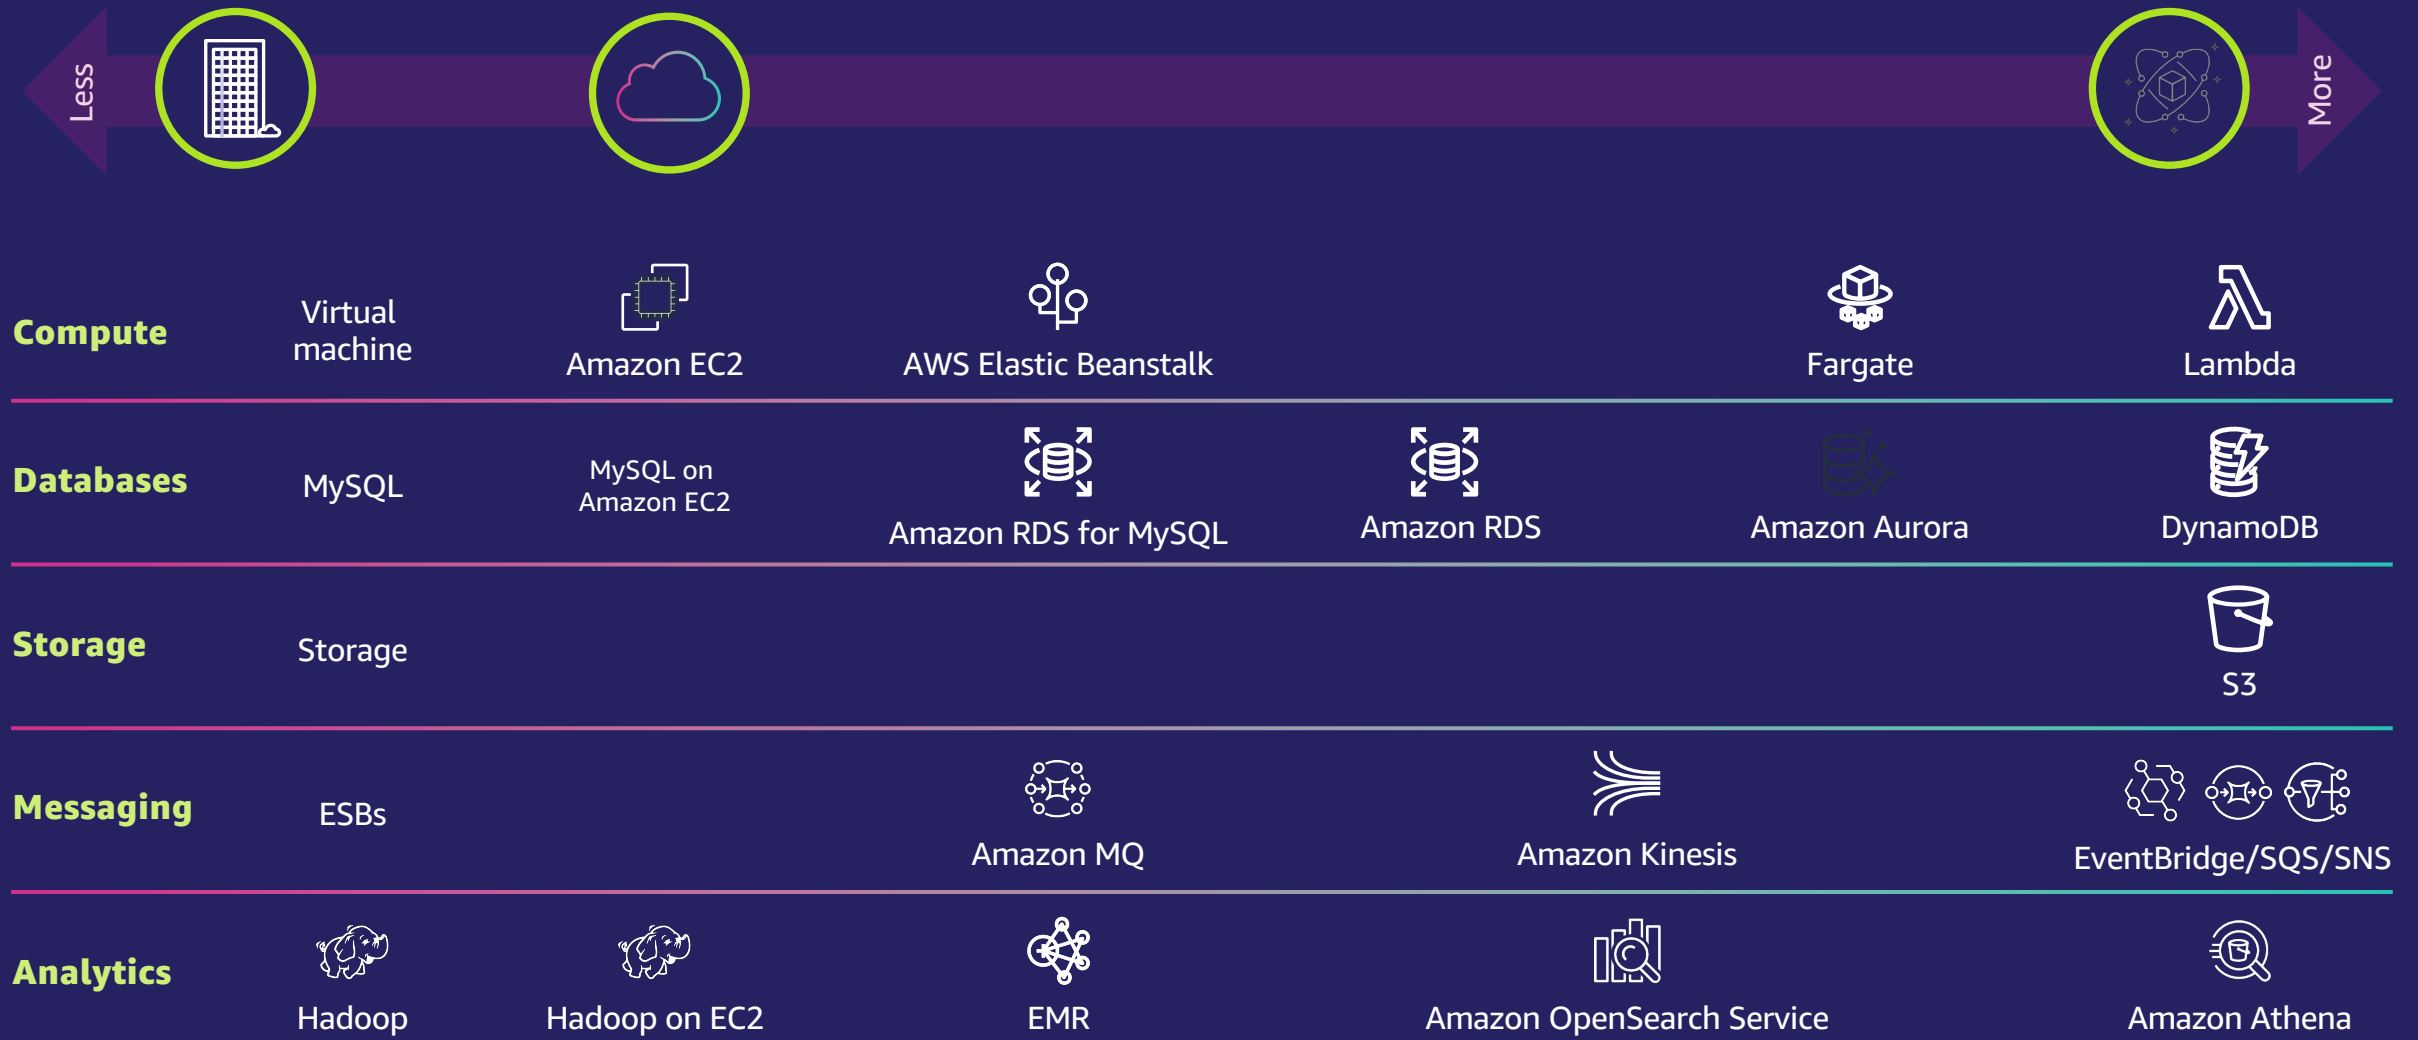 Less
More
Compute
Virtual
machine
Amazon EC2
AWS Elastic Beanstalk
Fargate
Lambda
Databases
MySQL
MySQL on
Amazon EC2
Amazon RDS for MySQL
Amazon RDS
Amazon Aurora
DynamoDB
Storage
Storage
S3
Messaging
ESBs
Amazon MQ
Amazon Kinesis
EventBridge/SQS/SNS
Analytics
Hadoop
Hadoop on EC2
EMR
Amazon OpenSearch Service
Amazon Athena